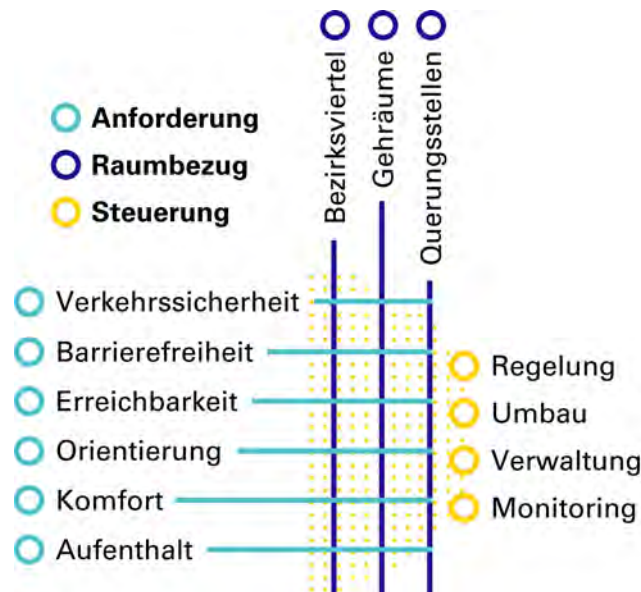 Bezirksviertel
Gehräume
Querungsstellen
Anforderung
Raumbezug
Steuerung
Verkehrssicherheit
Barrierefreiheit
Erreichbarkeit
Orientierung
Komfort
Aufenthalt
Regelung
Umbau
Verwaltung
Monitoring